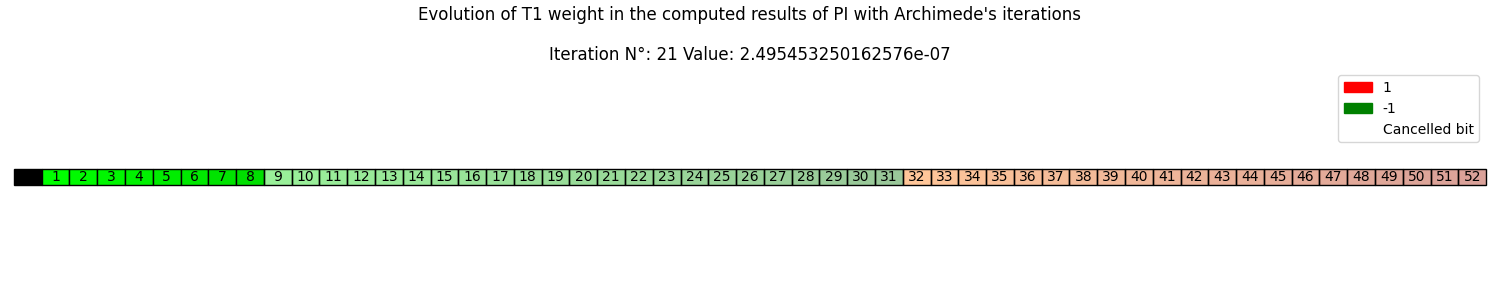 Evolution of T1 weight in the computed results of PI with Archimede's iterations
Iteration N°: 21 Value: 2.495453250162576e-07
1
-1
Cancelled bit
1 2 3 4 5 6 7 8 9 10 11 12 13 14 15 16 17 18 19 20 21 22 23 24 25 26 27 28 29 30 31 32 33 34 35 36 37 38 39 40 41 42 43 44 45 46 47 48 49 50 51 52